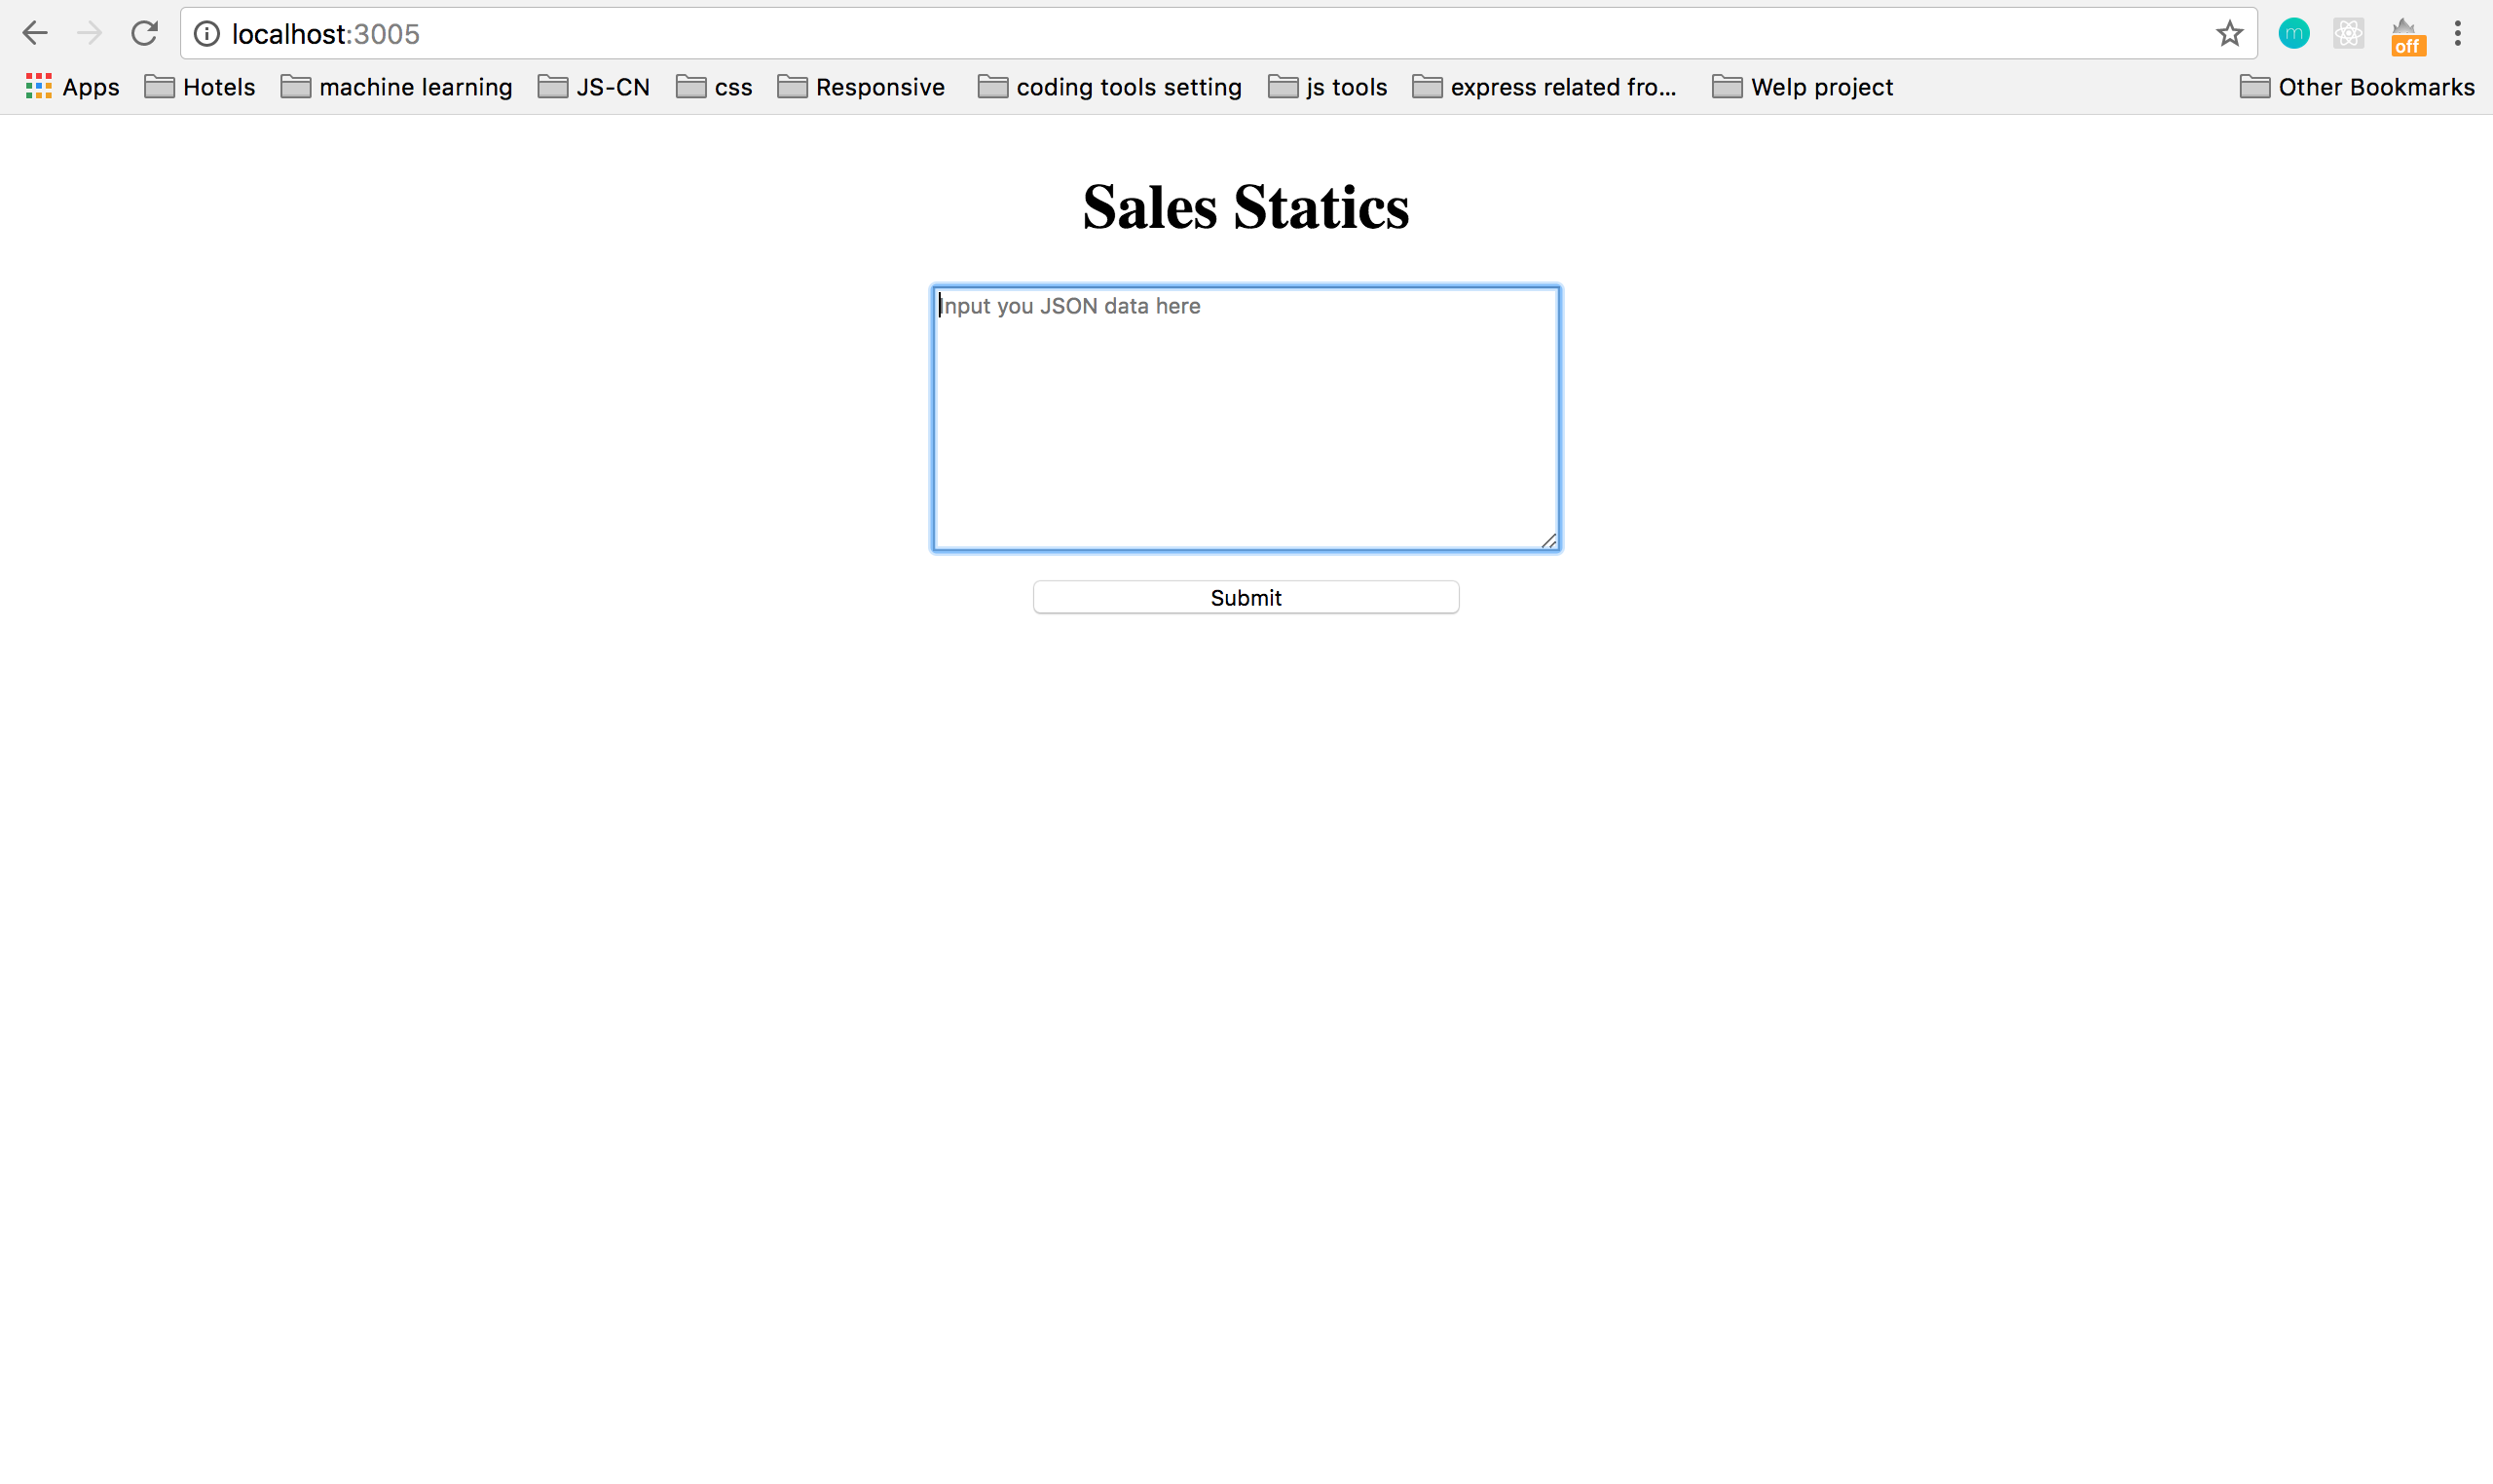 localhost:3005
m
off
Apps Hotels machine learning JS-CN css Responsive coding tools setting js tools express related fro... Welp project Other Bookmarks
Sales Statics
Input you JSON data here
Submit